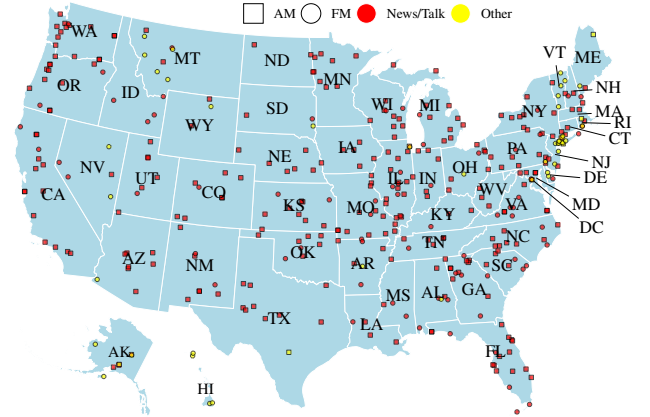 AM FM News/Talk Other
WA
MT
ND
MN
VT
ME
OR
ID
SD
WI
MI
NY
NH
MA
RI
CT
WY
NE
IA
PA
NJ
NV
UT
CO
KS
MO
IL
IN
OH
WV
VA
DE
MD
DC
CA
KY
AZ
NM
OK
AR
TN
NC
SC
TX
LA
MS
AL
GA
FL
AK
HI